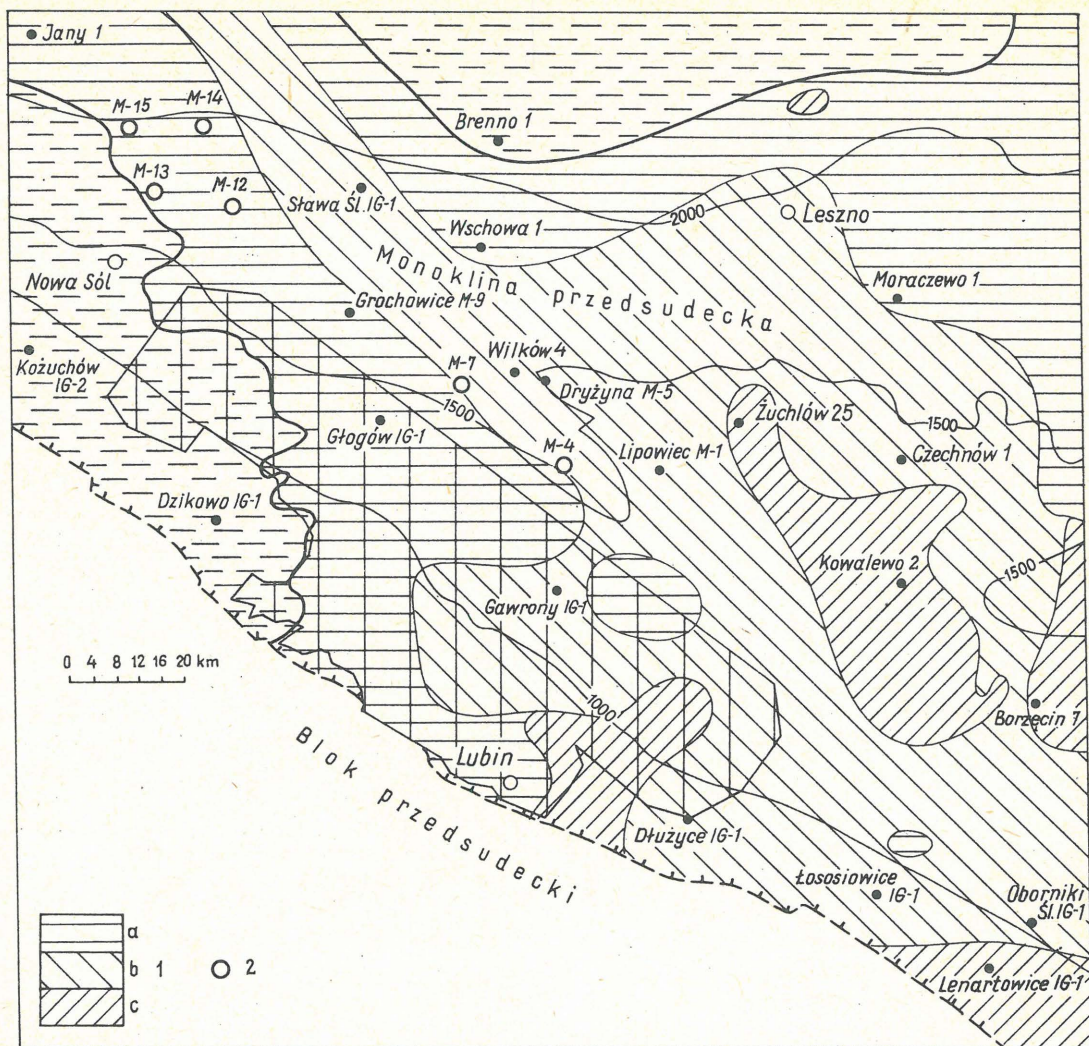 Jany 1
M-15
M-14
Brenno 1
M-13
M-12
Sława Śl. IG-1
2000
Leszno
Wschowa 1
Nowa Sól
Monoklina przedsudecka
Moraczewo 1
Grochowice M-9
Kożuchów
IG-2
M-7
Wilków 4
Dryżyna M-5
1500
Głogów IG-1
Żuchlów 25
1500
M-4
Lipowiec M-1
Czechnów 1
Dzikowo IG-1
Kowalewo 2
1500
Gawrony IG-1
0 4 8 12 16 20 km
1000
Borzęcin 7
Blok przedsudecki
Lubin
Dłużyce IG-1
Łososiowice
IG-1
Oborniki
Śl. IG-1
Lenartowice IG-1
a
b 1
2
c